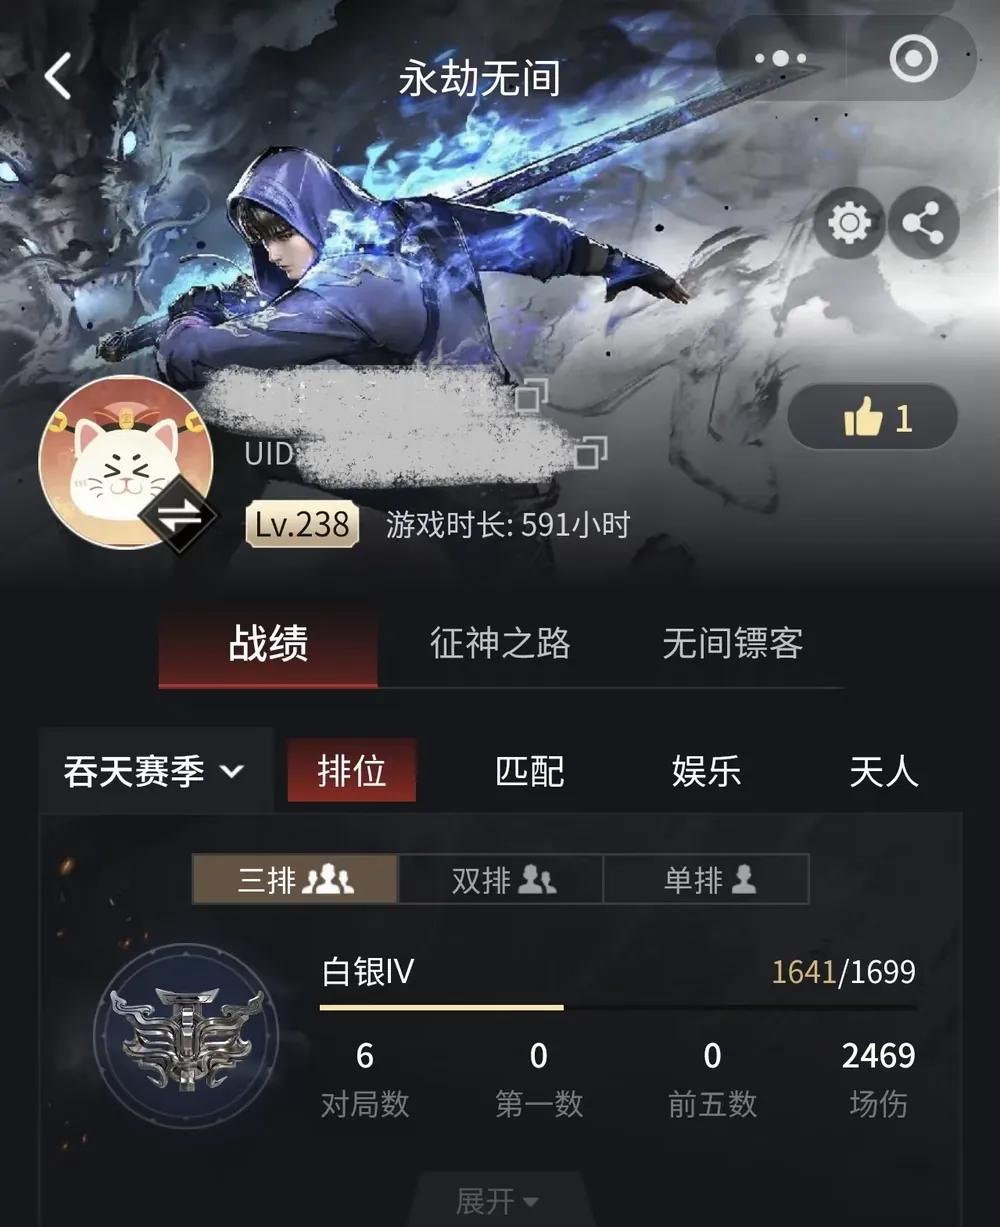 永劫无间
1
UID
Lv.238 游戏时长: 591小时
战绩 征神之路 无间镖客
吞天赛季 排位 匹配 娱乐 天人
三排 双排 单排
白银IV 1641/1699
6 0 0 2469
对局数 第一数 前五数 场伤
展开